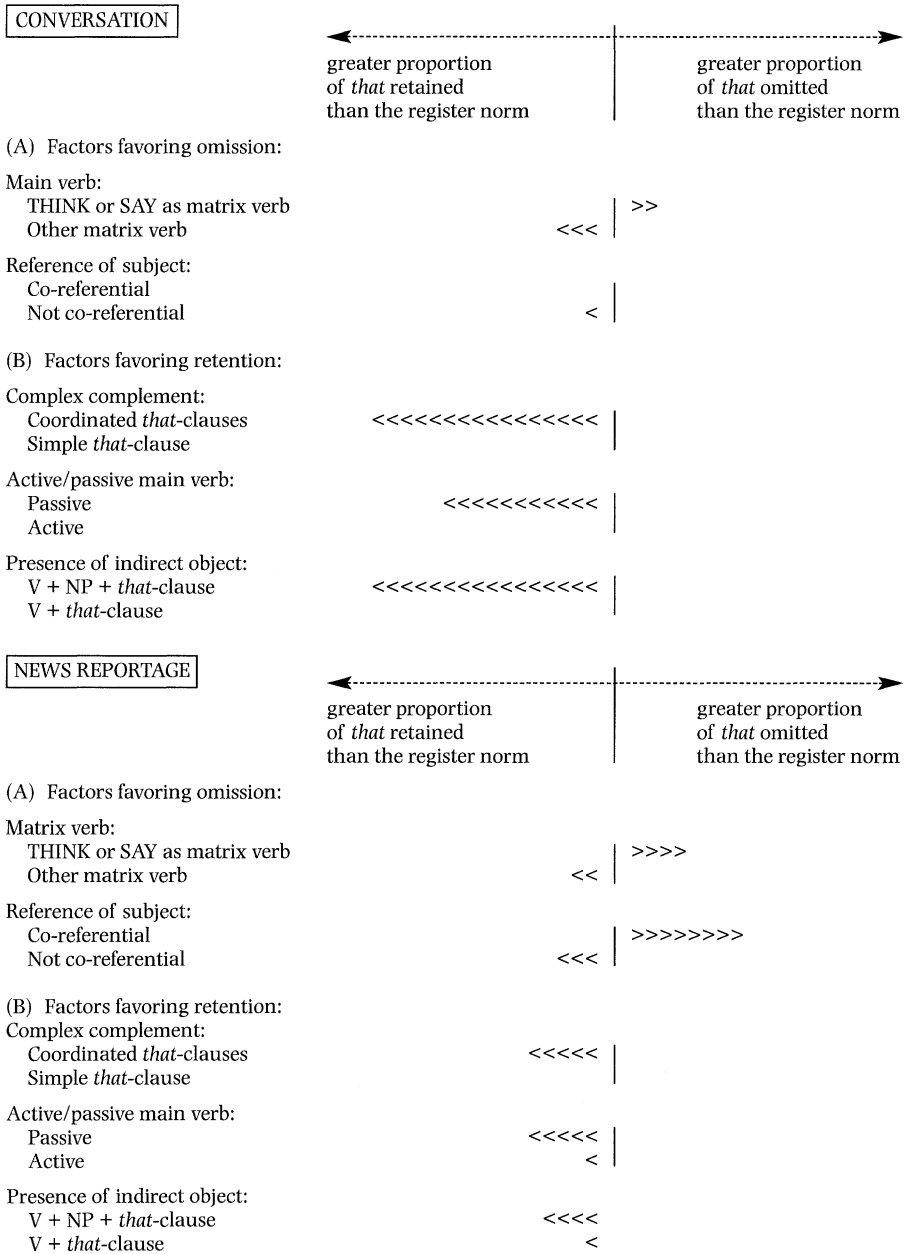 CONVERSATION
greater proportion of that retained than the register norm
greater proportion of that omitted than the register norm
(A) Factors favoring omission:
Main verb:
THINK or SAY as matrix verb >>
Other matrix verb <<<
Reference of subject:
Co-referential
Not co-referential <
(B) Factors favoring retention:
Complex complement:
Coordinated that-clauses <<<<<<<<<<<<<<<<
Simple that-clause
Active/passive main verb:
Passive <<<<<<<<<<<
Active
Presence of indirect object:
V + NP + that-clause <<<<<<<<<<<<<<<<
V + that-clause
NEWS REPORTAGE
greater proportion of that retained than the register norm
greater proportion of that omitted than the register norm
(A) Factors favoring omission:
Matrix verb:
THINK or SAY as matrix verb >>>>
Other matrix verb <<
Reference of subject:
Co-referential >>>>>>>>
Not co-referential <<<
(B) Factors favoring retention:
Complex complement:
Coordinated that-clauses <<<<<
Simple that-clause
Active/passive main verb:
Passive <<<<<
Active <
Presence of indirect object:
V + NP + that-clause <<<<
V + that-clause <